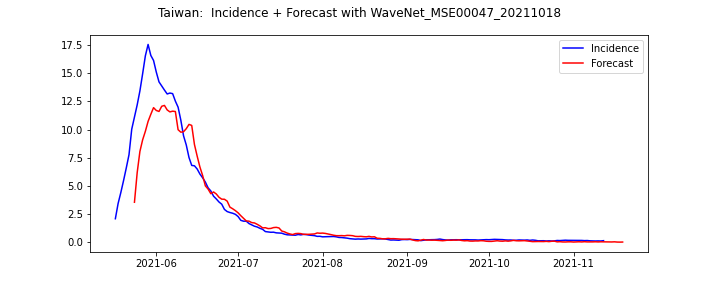 Taiwan:  Incidence + Forecast with WaveNet_MSE00047_20211018
Incidence
Forecast
17.5
15.0
12.5
10.0
7.5
5.0
2.5
0.0
2021-06 2021-07 2021-08 2021-09 2021-10 2021-11